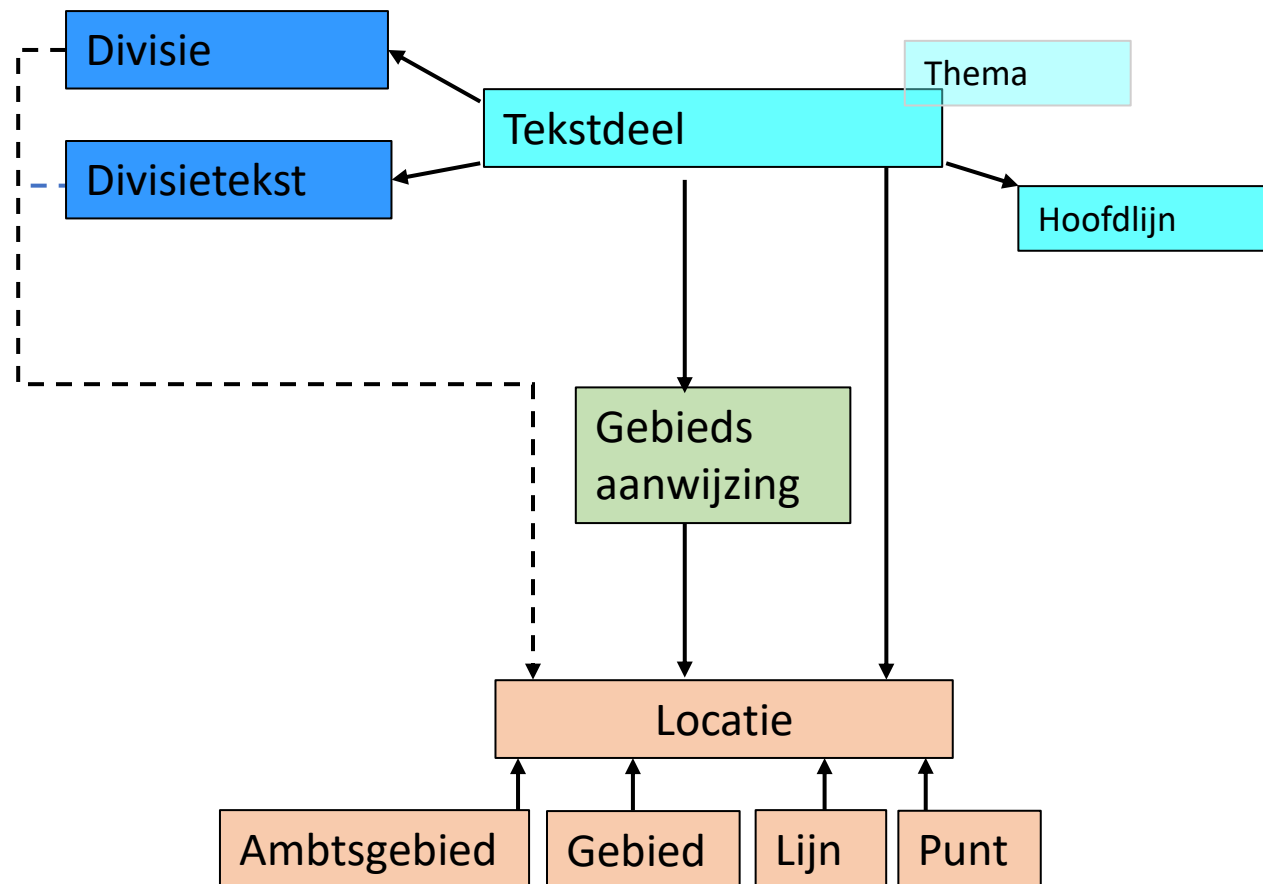 Divisie
Thema
Tekstdeel
Divisietekst
Hoofdlijn
Gebieds
aanwijzing
Locatie
Ambtsgebied
Gebied
Lijn
Punt